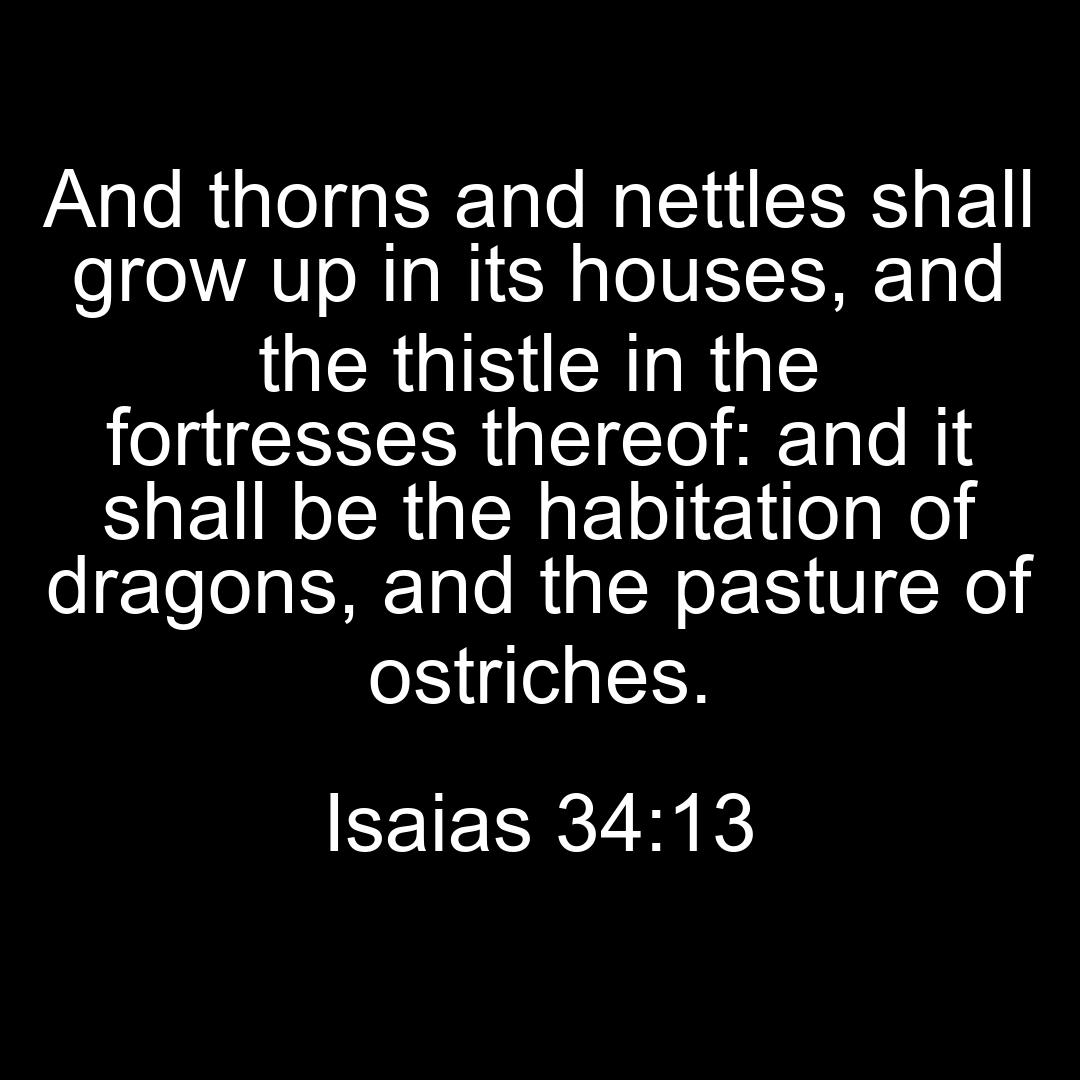 And thorns and nettles shall
grow up in its houses, and
the thistle in the
fortresses thereof: and it
shall be the habitation of
dragons, and the pasture of
ostriches.
Isaias 34:13